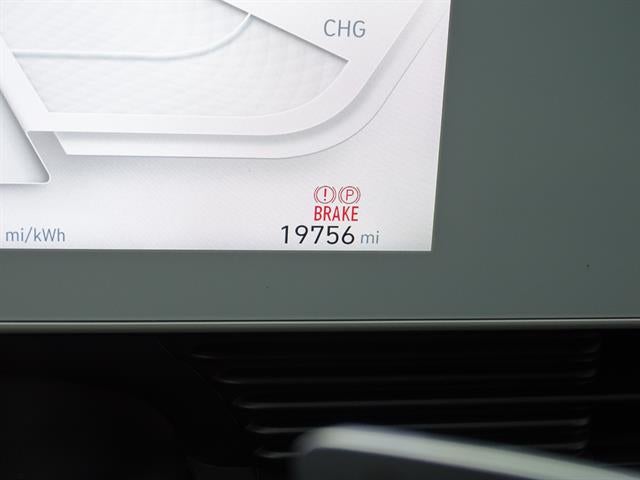 CHG
! P
BRAKE
mi/kWh
19756 mi